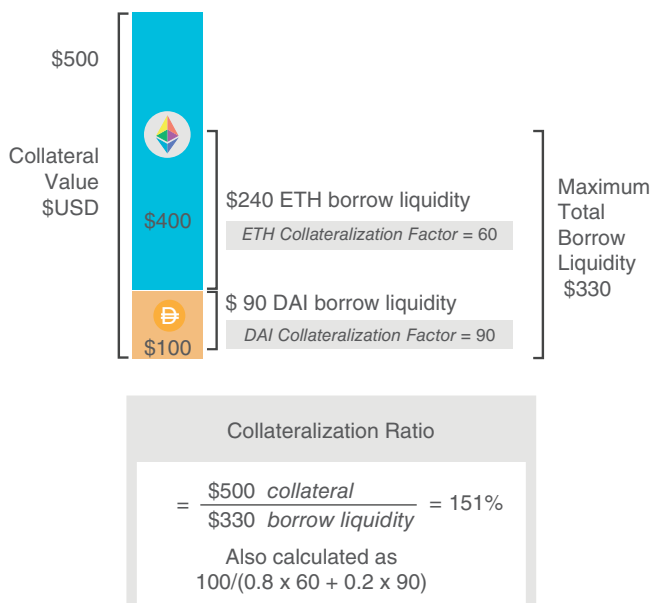 $500
Collateral
Value
$USD
$400
$100
$240 ETH borrow liquidity
ETH Collateralization Factor = 60
$ 90 DAI borrow liquidity
DAI Collateralization Factor = 90
Maximum
Total
Borrow
Liquidity
$330
Collateralization Ratio
= $500 collateral
$330 borrow liquidity = 151%
Also calculated as
100/(0.8 x 60 + 0.2 x 90)